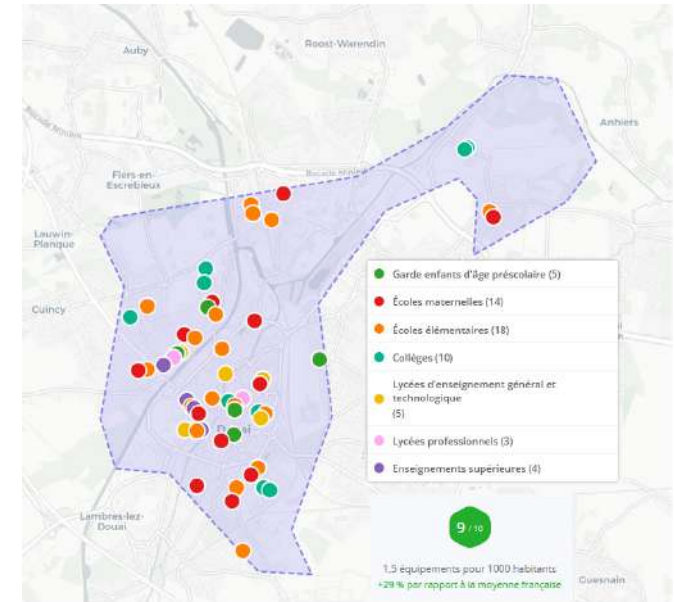 Auby
Roost-Warendin
Anhiers
Flers-en-
Escrebieux
Lauwin-
Planque
Cuincy
Garde enfants d'âge préscolaire (5)
Écoles maternelles (14)
Écoles élémentaires (18)
Collèges (10)
Lycées d'enseignement général et
technologique
(5)
Lycées professionnels (3)
Enseignements supérieures (4)
Lambres-lez-
Douai
9 / 10
1,5 équipements pour 1000 habitants
+29 % par rapport à la moyenne française
Guesnain